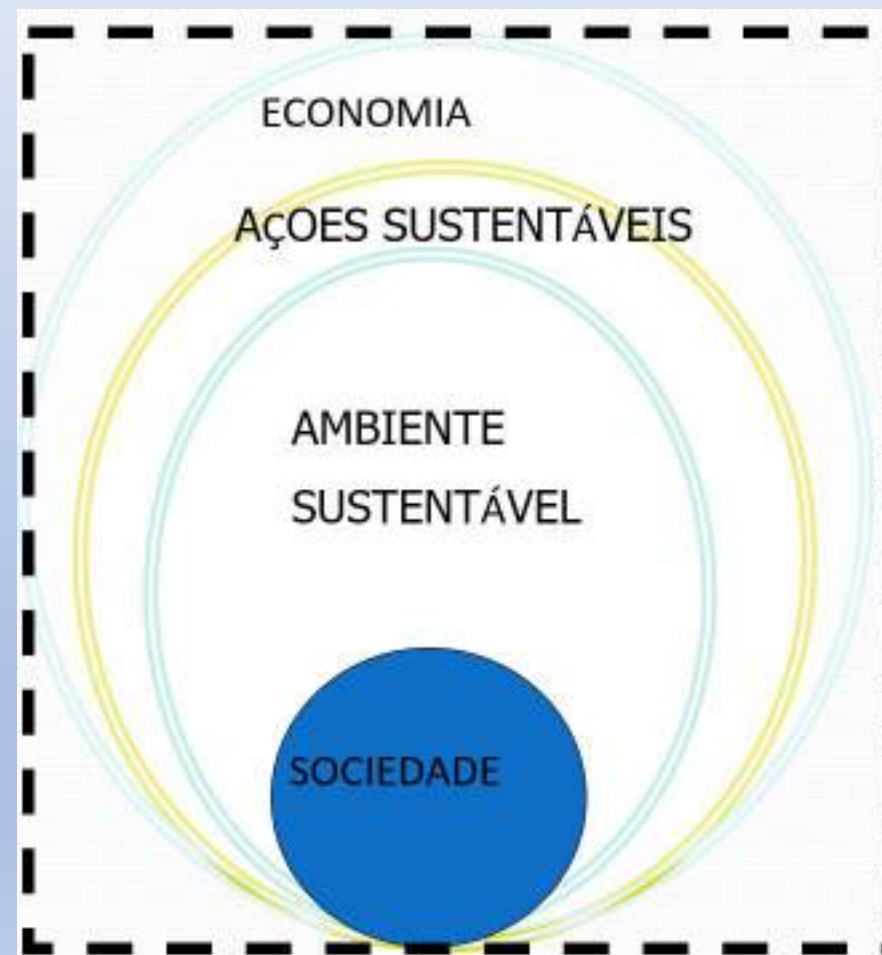 ECONOMIA
AçOES SUSTENTÁVEIS
AMBIENTE
SUSTENTÁVEL
SOCIEDADE